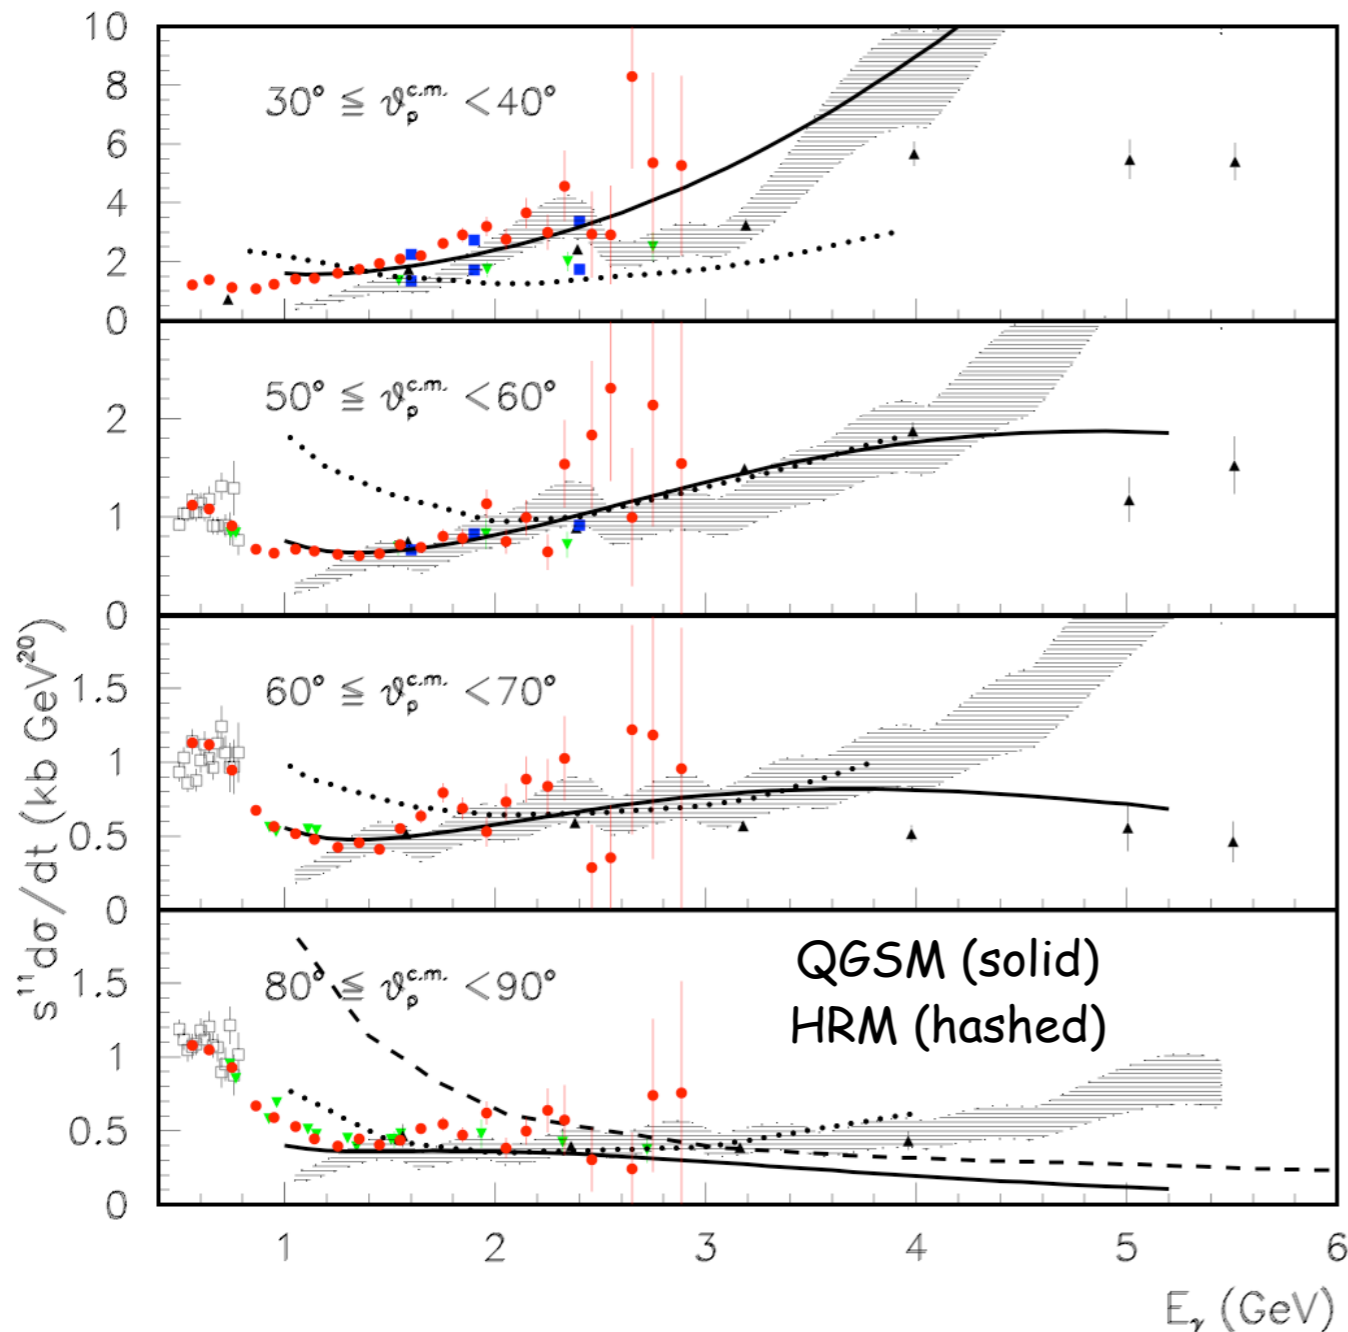 10
8
6
4
2
0
30° ≦ ϑ_p^c.m. <40°
2
1
0
50° ≦ ϑ_p^c.m. <60°
1.5
1
0.5
0
60° ≦ ϑ_p^c.m. <70°
1.5
1
0.5
0
80° ≦ ϑ_p^c.m. <90°
QGSM (solid)
HRM (hashed)
s^11 dσ/dt (kb GeV^20)
1 2 3 4 5 6
E_γ (GeV)